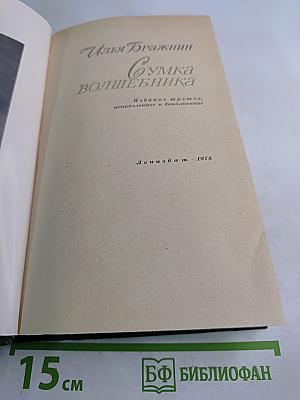 Илья Бражнин
Сумка
волшебника
Издание третье,
исправленное и дополненное
Лениздат · 1978
15 см
БФ БИБЛИОФАН